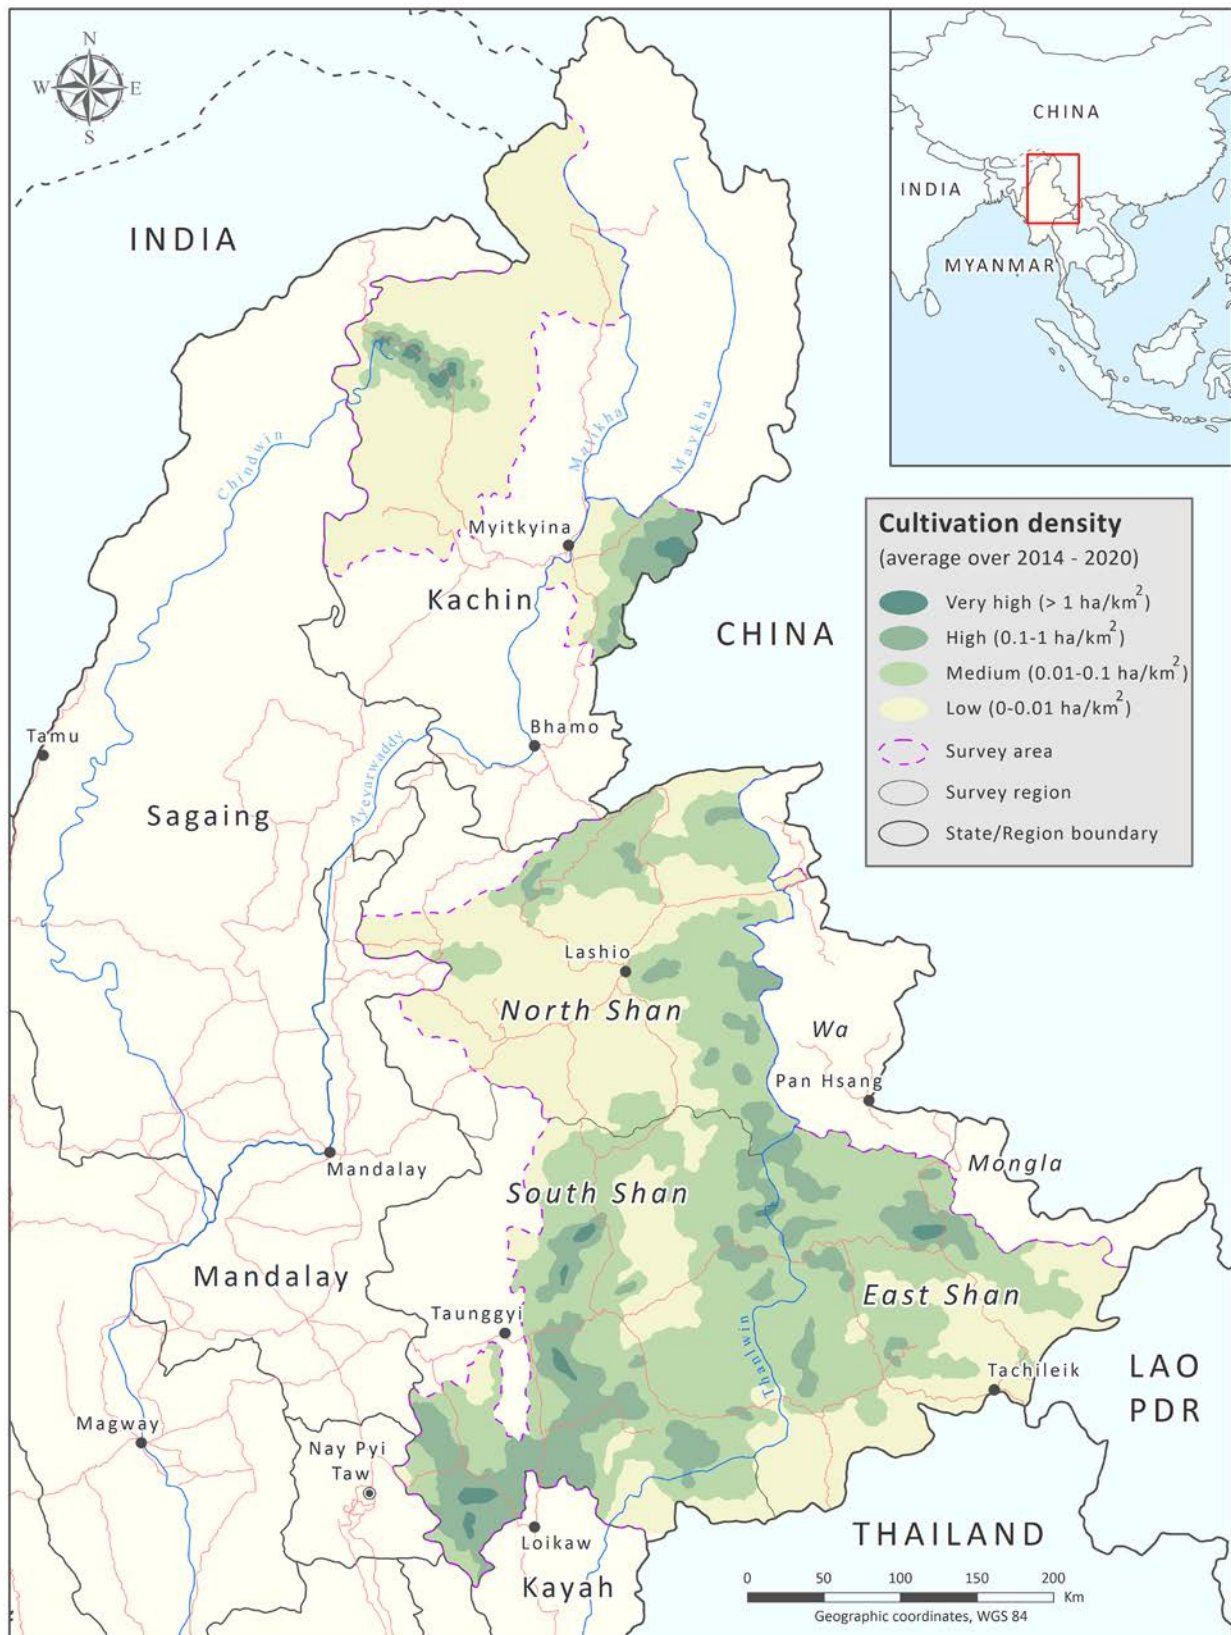 N
W E
S
CHINA
INDIA
MYANMAR
INDIA
Chindwin
Malikha
Maykha
Myitkyina
Kachin
CHINA
Cultivation density
(average over 2014 - 2020)
Very high (> 1 ha/km²)
High (0.1-1 ha/km²)
Medium (0.01-0.1 ha/km²)
Low (0-0.01 ha/km²)
Survey area
Survey region
State/Region boundary
Tamu
Bhamo
Ayeyarwaddy
Sagaing
Lashio
North Shan
Wa
Pan Hsang
Mandalay
Mongla
South Shan
Mandalay
East Shan
Taunggyi
Thanlwin
Tachileik
LAO
PDR
Magway
Nay Pyi
Taw
Loikaw
THAILAND
Kayah
0 50 100 150 200
Km
Geographic coordinates, WGS 84